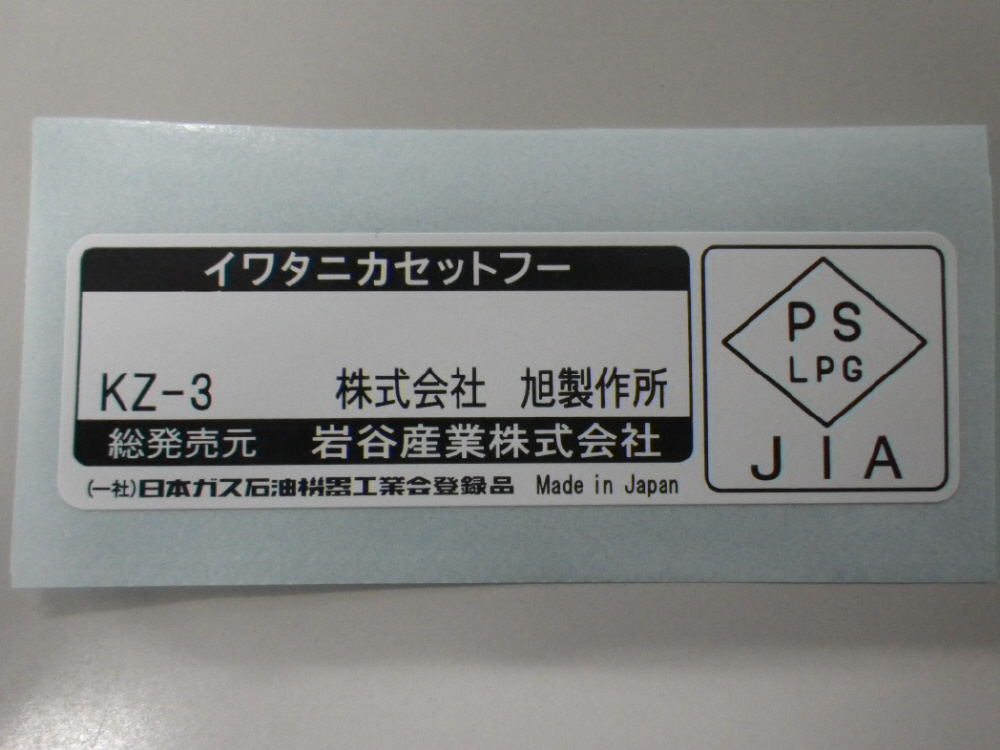 イワタニカセットフー
KZ-3 株式会社 旭製作所
総発売元 岩谷産業株式会社
(一社)日本ガス石油機器工業会登録品 Made in Japan
PS
LPG
JIA